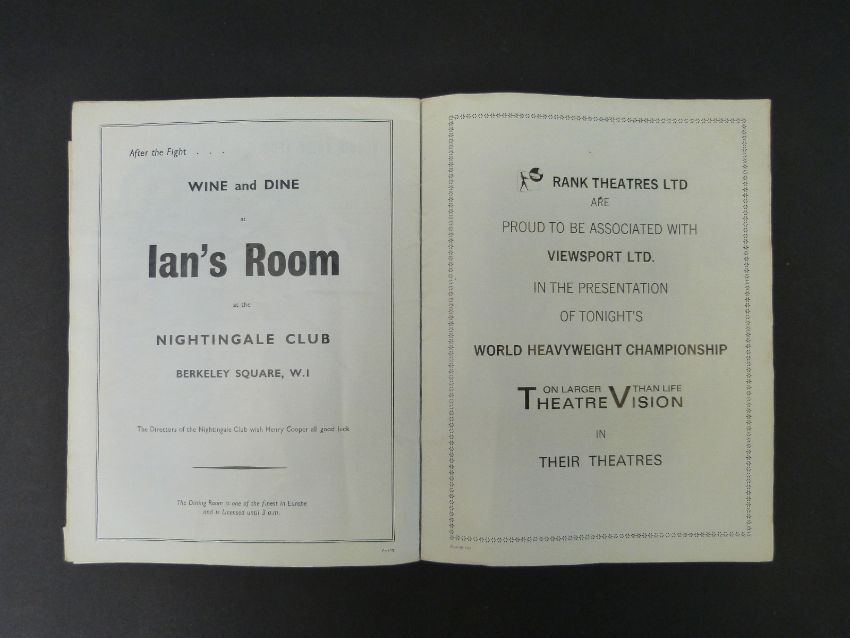 After the Fight . . .
WINE and DINE
at
Ian's Room
at the
NIGHTINGALE CLUB
BERKELEY SQUARE, W.1
The Directors of the Nightingale Club wish Henry Cooper all good luck
The Dining Room is one of the finest in Europe
and is Licensed until 3 a.m.
RANK THEATRES LTD
ARE
PROUD TO BE ASSOCIATED WITH
VIEWSPORT LTD.
IN THE PRESENTATION
OF TONIGHT'S
WORLD HEAVYWEIGHT CHAMPIONSHIP
ON LARGER THAN LIFE
THEATREVISION
IN
THEIR THEATRES